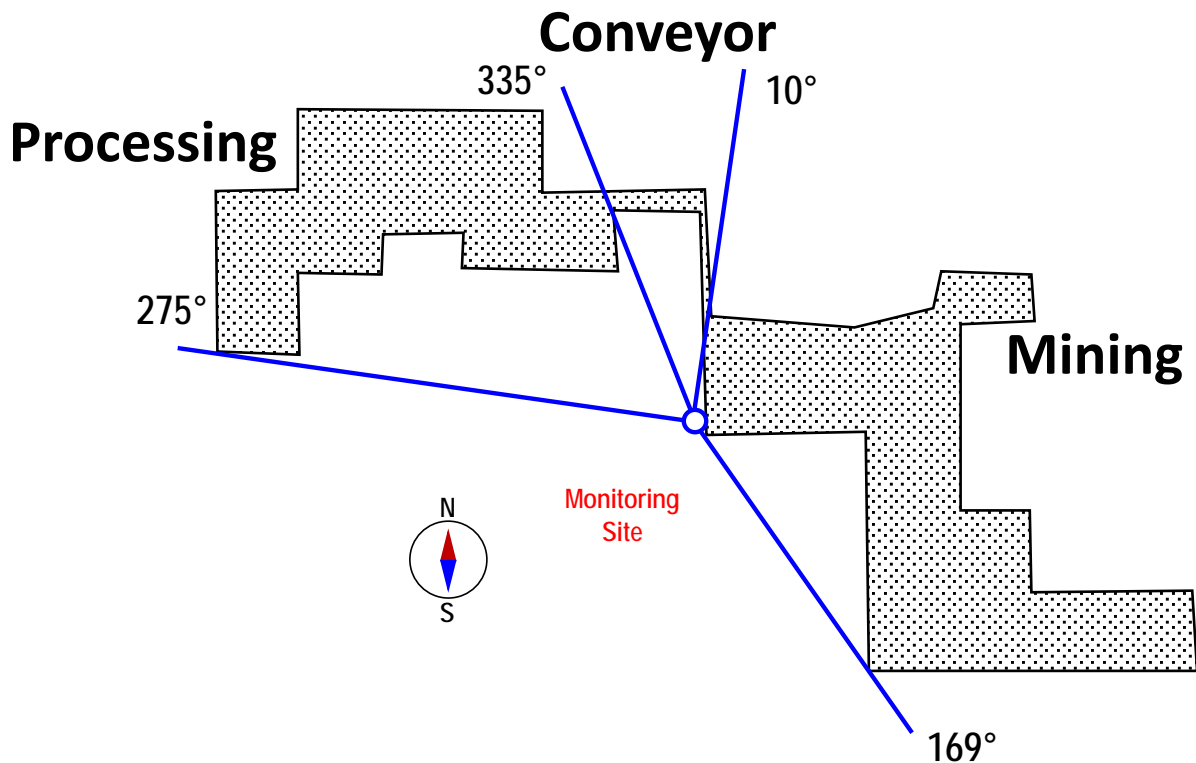 Conveyor
335°
10°
Processing
275°
Mining
Monitoring
Site
N
S
169°